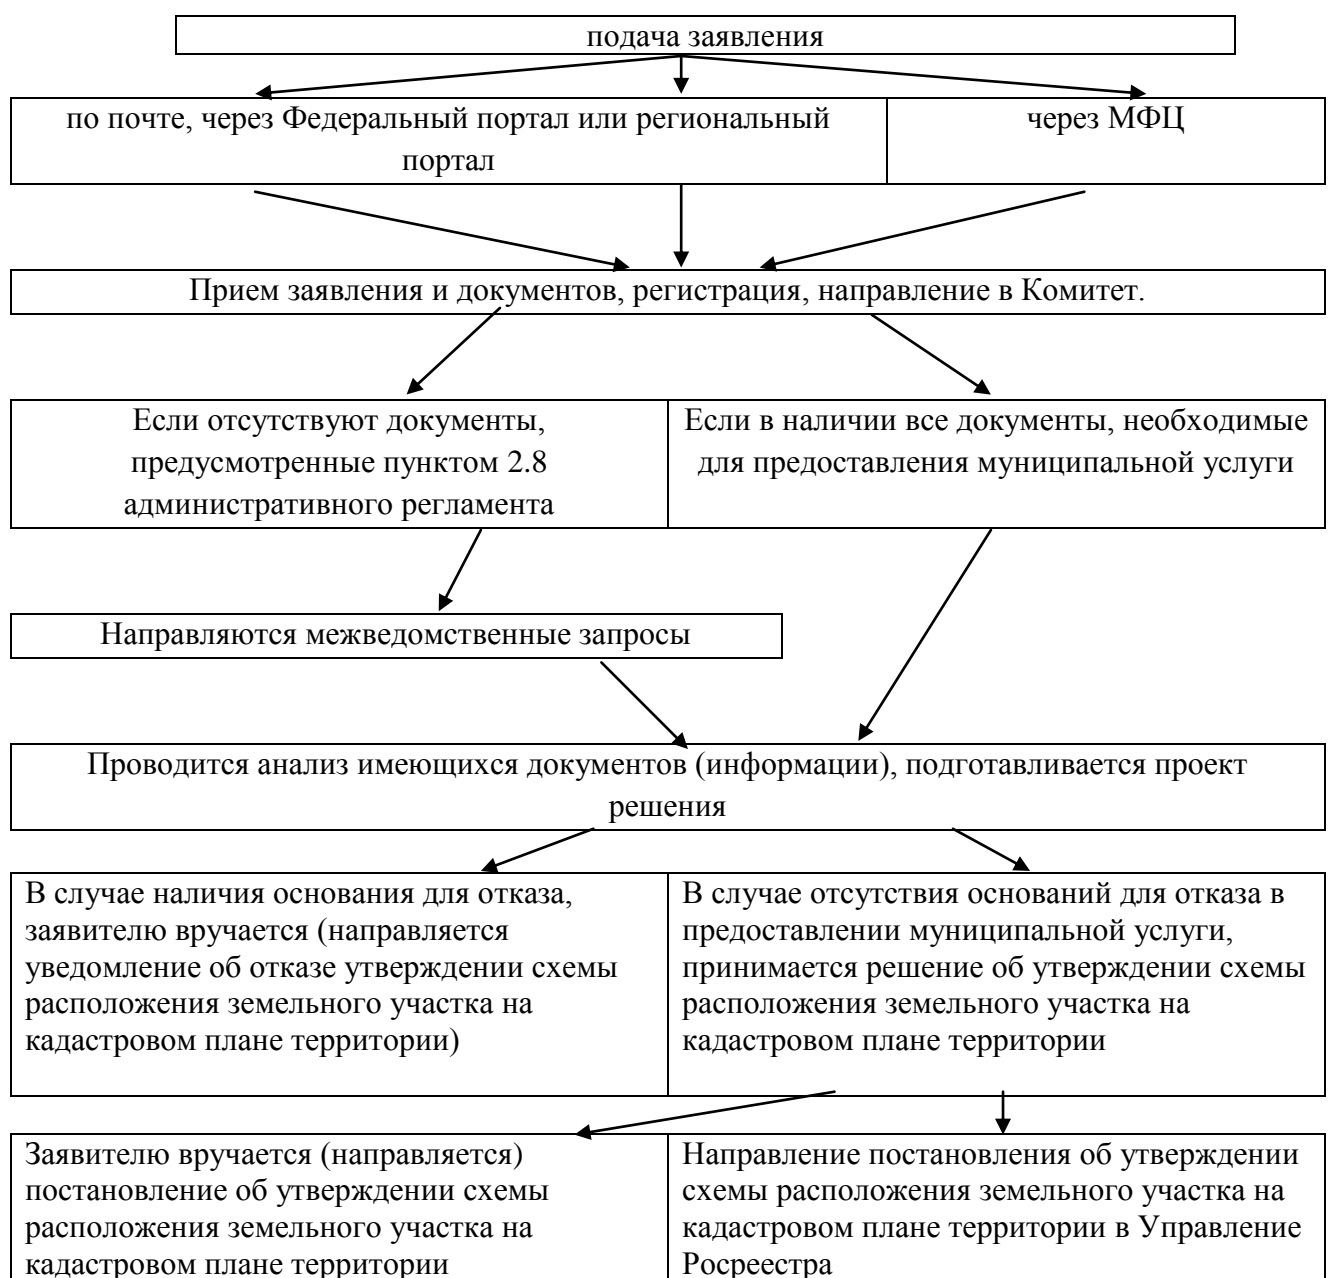 подача заявления
по почте, через Федеральный портал или региональный
портал
через МФЦ
Прием заявления и документов, регистрация, направление в Комитет.
Если отсутствуют документы,
предусмотренные пунктом 2.8
административного регламента
Если в наличии все документы, необходимые
для предоставления муниципальной услуги
Направляются межведомственные запросы
Проводится анализ имеющихся документов (информации), подготавливается проект
решения
В случае наличия основания для отказа,
заявителю вручается (направляется
уведомление об отказе утверждении схемы
расположения земельного участка на
кадастровом плане территории)
В случае отсутствия оснований для отказа в
предоставлении муниципальной услуги,
принимается решение об утверждении схемы
расположения земельного участка на
кадастровом плане территории
Заявителю вручается (направляется)
постановление об утверждении схемы
расположения земельного участка на
кадастровом плане территории
Направление постановления об утверждении
схемы расположения земельного участка на
кадастровом плане территории в Управление
Росреестра